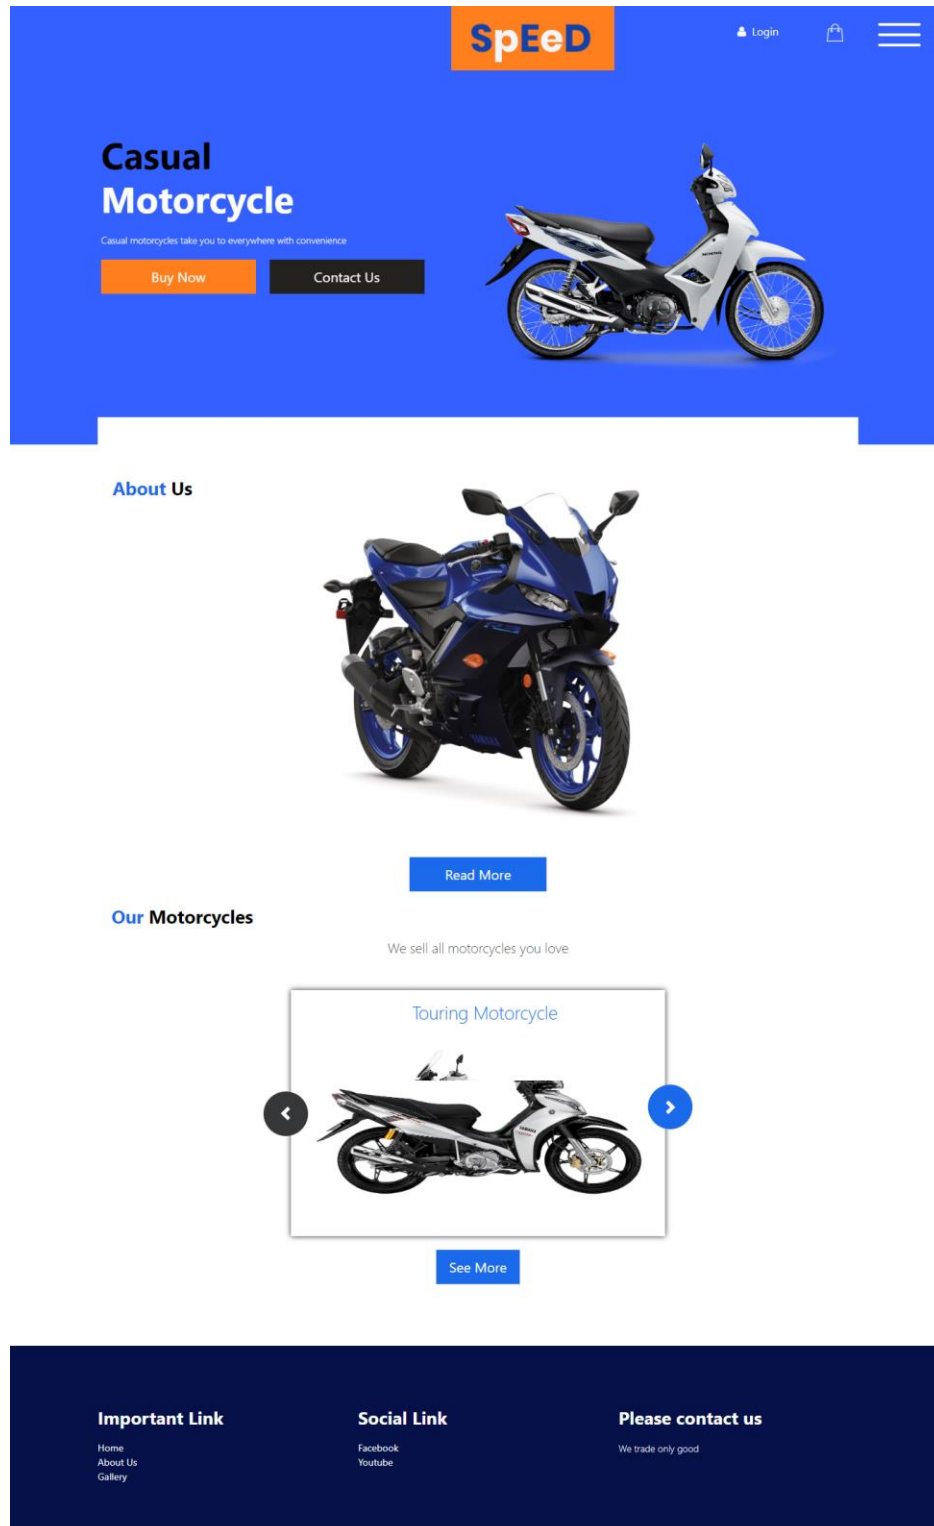 SpEeD
Login
Casual
Motorcycle
Casual motorcycles take you to everywhere with convenience
Buy Now
Contact Us
About Us
YAMAHA
Read More
Our Motorcycles
We sell all motorcycles you love
Touring Motorcycle
YAMAHA
See More
Important Link
Home
About Us
Gallery
Social Link
Facebook
Youtube
Please contact us
We trade only good